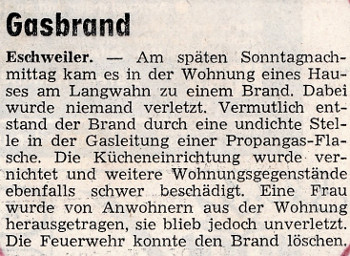 Gasbrand
Eschweiler. — Am späten Sonntagnach-
mittag kam es in der Wohnung eines Hau-
ses am Langwahn zu einem Brand. Dabei
wurde niemand verletzt. Vermutlich ent-
stand der Brand durch eine undichte Stel-
le in der Gasleitung einer Propangas-Fla-
sche. Die Kücheneinrichtung wurde ver-
nichtet und weitere Wohnungsgegenstände
ebenfalls schwer beschädigt. Eine Frau
wurde von Anwohnern aus der Wohnung
herausgetragen, sie blieb jedoch unverletzt.
Die Feuerwehr konnte den Brand löschen.